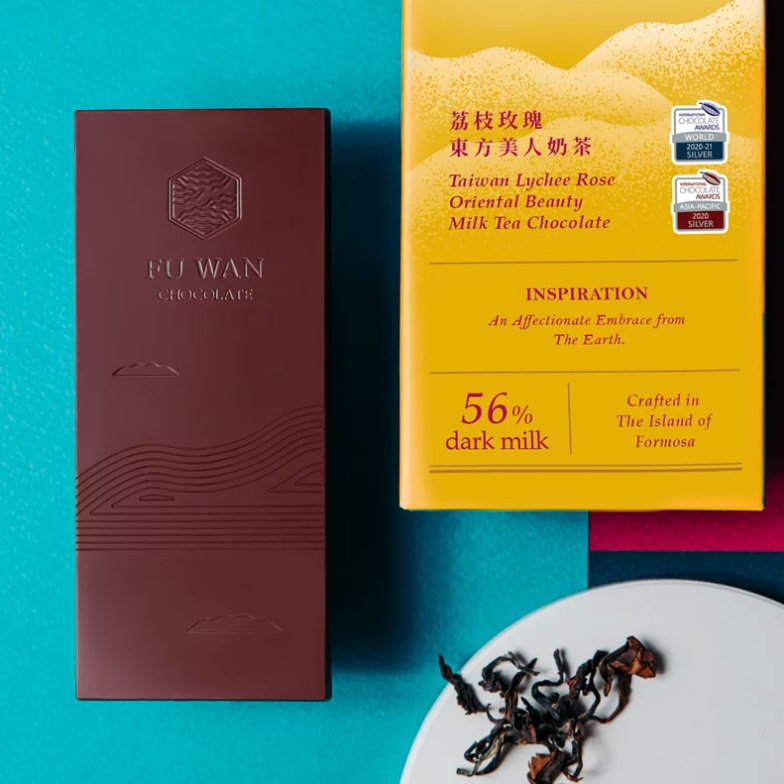 FU WAN
CHOCOLATE
荔枝玫瑰
東方美人奶茶
Taiwan Lychee Rose
Oriental Beauty
Milk Tea Chocolate
INTERNATIONAL
CHOCOLATE
AWARDS
WORLD
2020-21
SILVER
INTERNATIONAL
CHOCOLATE
AWARDS
ASIA-PACIFIC
2020
SILVER
INSPIRATION
An Affectionate Embrace from
The Earth.
56%
dark milk
Crafted in
The Island of
Formosa